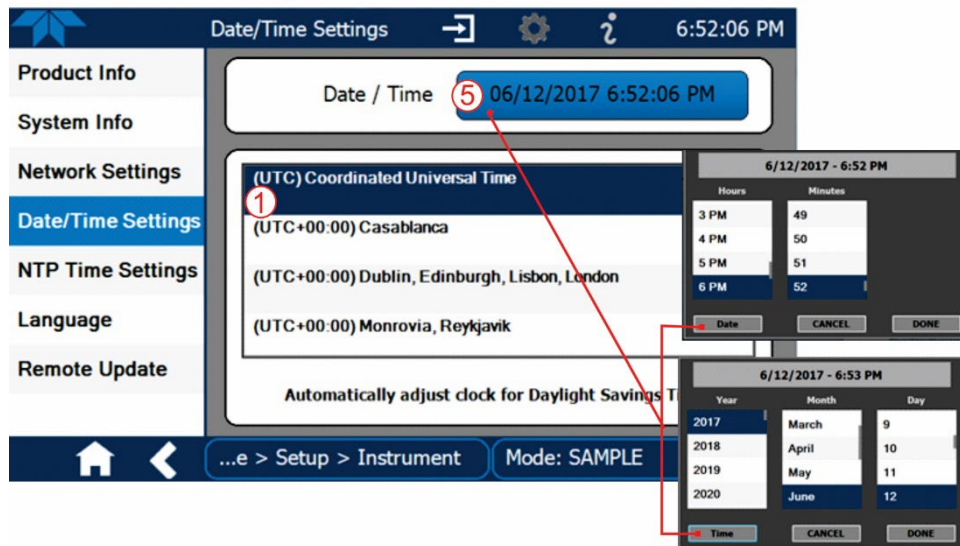 Date/Time Settings
6:52:06 PM
Product Info
System Info
Network Settings
Date/Time Settings
NTP Time Settings
Language
Remote Update
Date / Time
5
06/12/2017 6:52:06 PM
(UTC) Coordinated Universal Time
1
(UTC+00:00) Casablanca
(UTC+00:00) Dublin, Edinburgh, Lisbon, London
(UTC+00:00) Monrovia, Reykjavik
Automatically adjust clock for Daylight Savings T
...e > Setup > Instrument
Mode: SAMPLE
6/12/2017 - 6:52 PM
Hours Minutes
3 PM 49
4 PM 50
5 PM 51
6 PM 52
Date CANCEL DONE
6/12/2017 - 6:53 PM
Year Month Day
2017 March 9
2018 April 10
2019 May 11
2020 June 12
Time CANCEL DONE